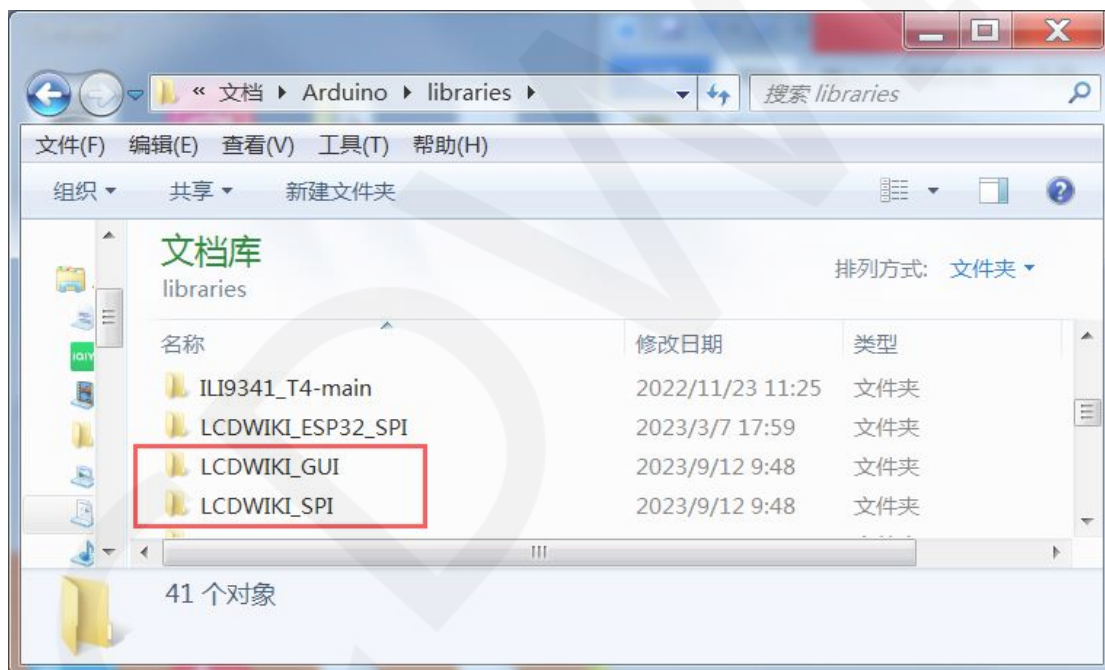 « 文档 ▸ Arduino ▸ libraries ▸ 搜索 libraries
文件(F) 编辑(E) 查看(V) 工具(T) 帮助(H)
组织 共享 新建文件夹
文档库
libraries
排列方式: 文件夹
名称 修改日期 类型
ILI9341_T4-main 2022/11/23 11:25 文件夹
LCDWIKI_ESP32_SPI 2023/3/7 17:59 文件夹
LCDWIKI_GUI 2023/9/12 9:48 文件夹
LCDWIKI_SPI 2023/9/12 9:48 文件夹
41 个对象